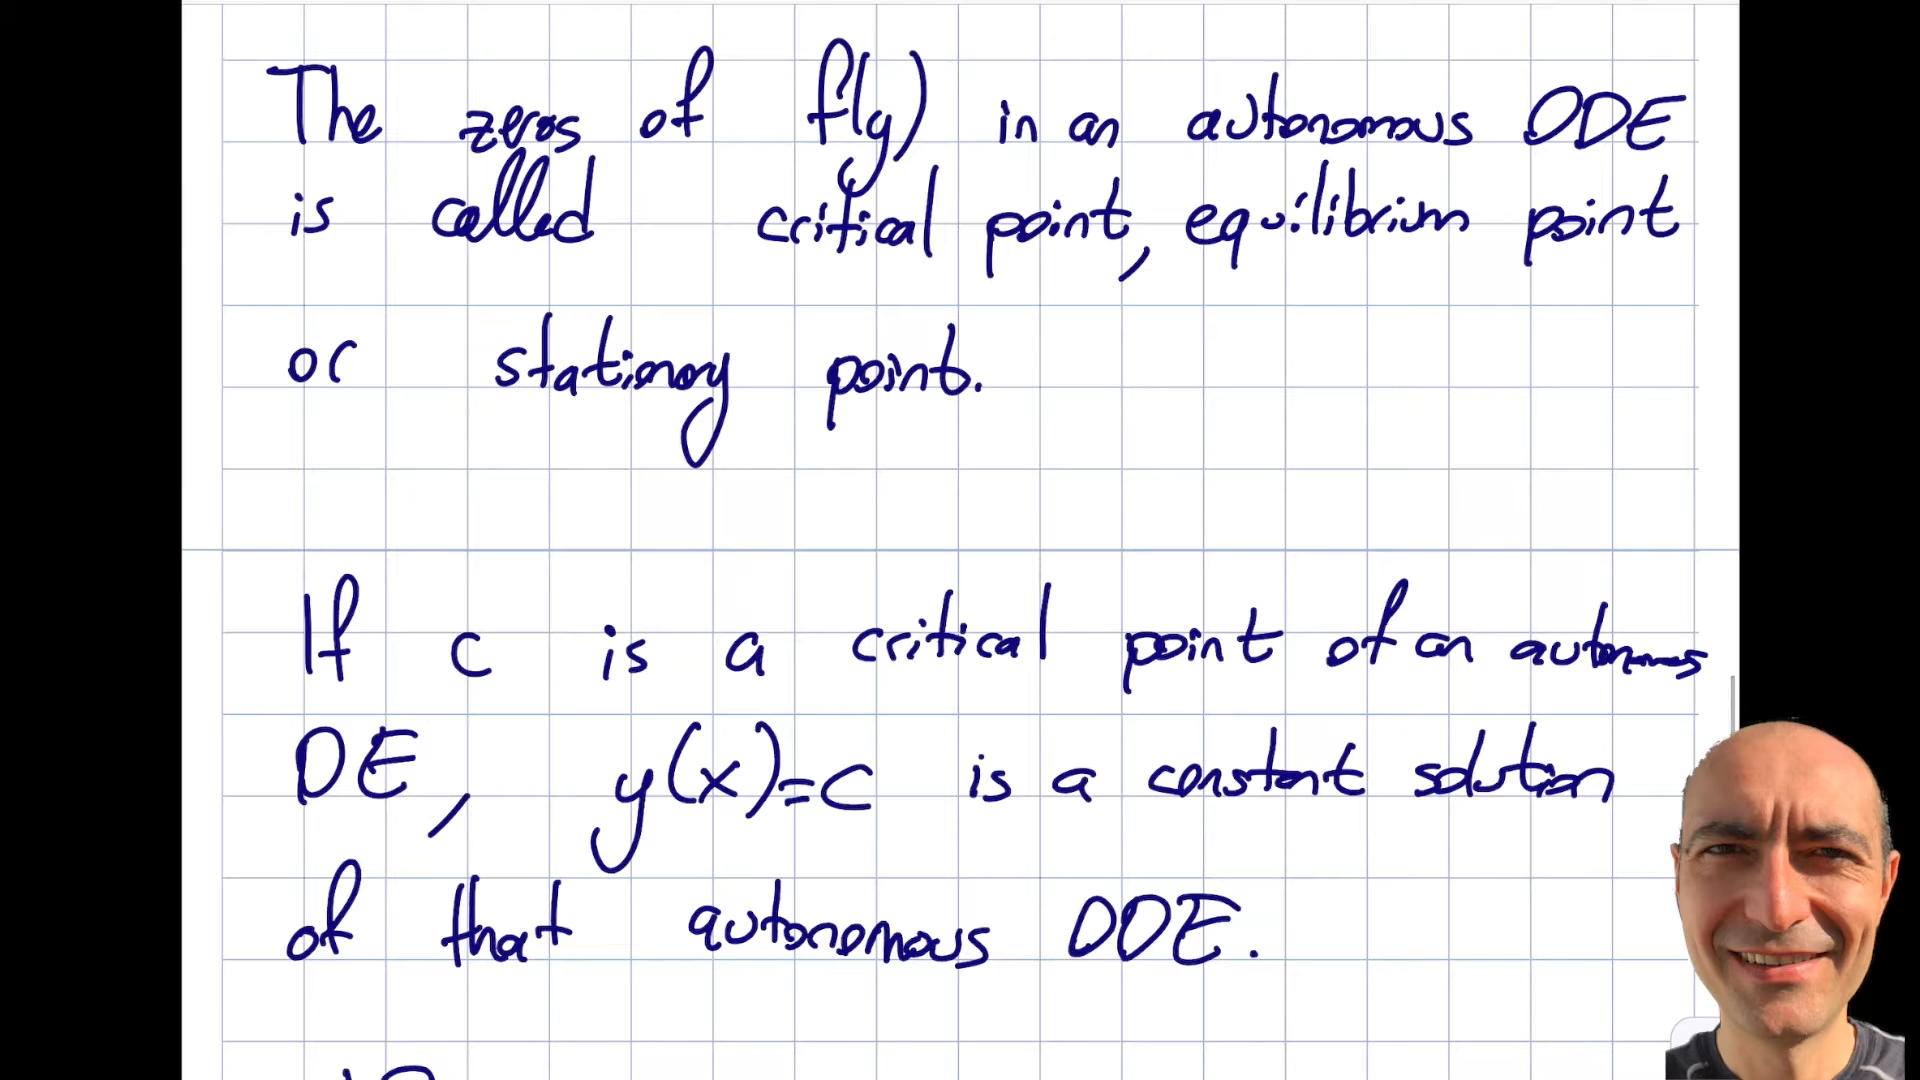 The zeros of f(y) in an autonomous ODE
is called critical point, equilibrium point
or stationary point.
If c is a critical point of an autonomous
DE, y(x)=c is a constant solution
of that autonomous ODE.